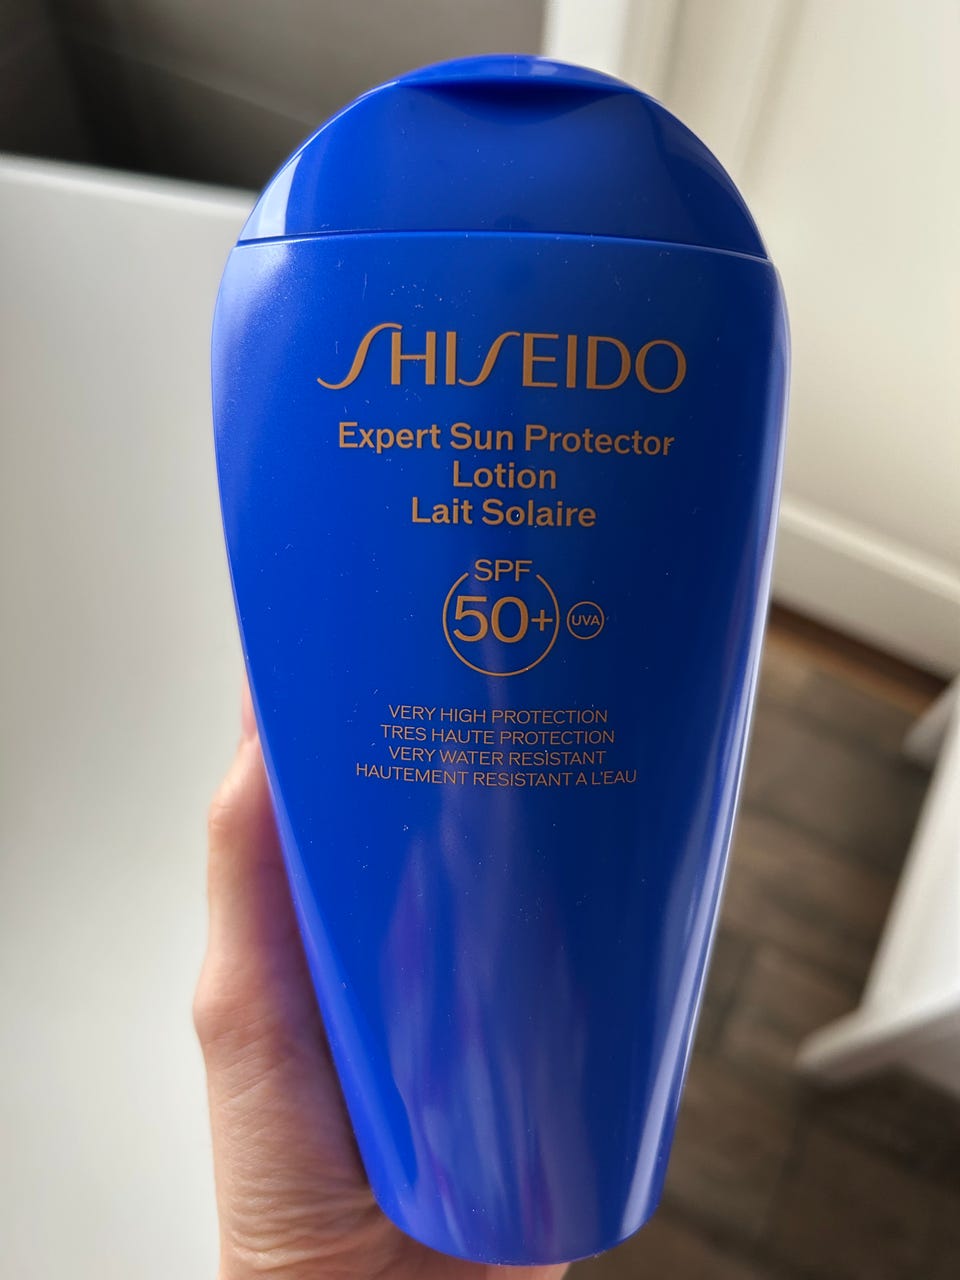 SHISEIDO
Expert Sun Protector
Lotion
Lait Solaire
SPF
50+ UVA
VERY HIGH PROTECTION
TRES HAUTE PROTECTION
VERY WATER RESISTANT
HAUTEMENT RESISTANT A L'EAU